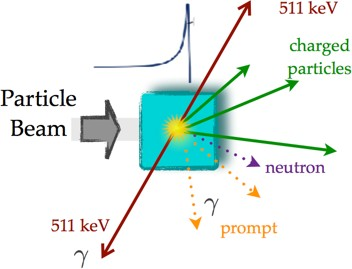 511 keV
charged
particles
Particle
Beam
neutron
γ
prompt
511 keV
γ